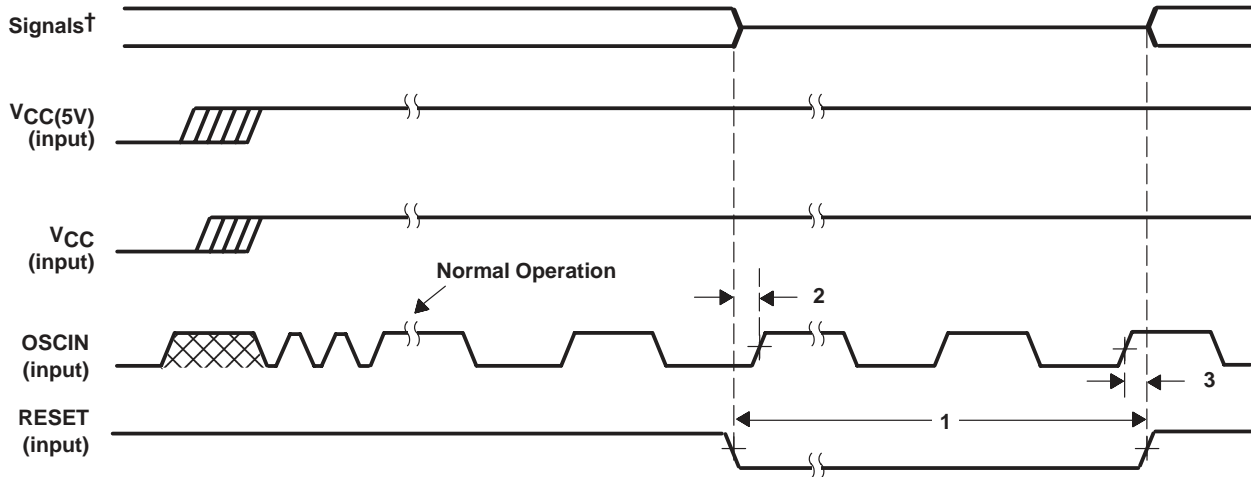 Signals†
VCC(5V)
(input)
VCC
(input)
Normal Operation
2
OSCIN
(input)
3
RESET
(input)
1